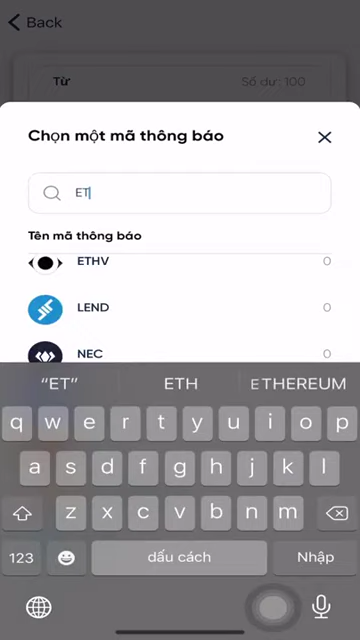 Back
Từ Số dư: 100
Chọn một mã thông báo
ET
Tên mã thông báo
ETHV 0
LEND 0
NEC 0
“ET” ETH ETHEREUM
q w e r t y u i o p
a s d f g h j k l
z x c v b n m
123 dấu cách Nhập